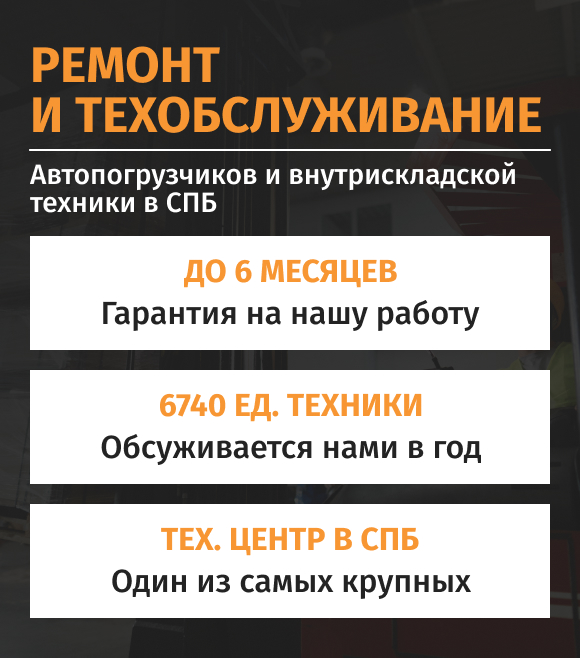 РЕМОНТ
И ТЕХОБСЛУЖИВАНИЕ
Автопогрузчиков и внутрискладской
техники в СПБ
ДО 6 МЕСЯЦЕВ
Гарантия на нашу работу
6740 ЕД. ТЕХНИКИ
Обсуживается нами в год
ТЕХ. ЦЕНТР В СПБ
Один из самых крупных